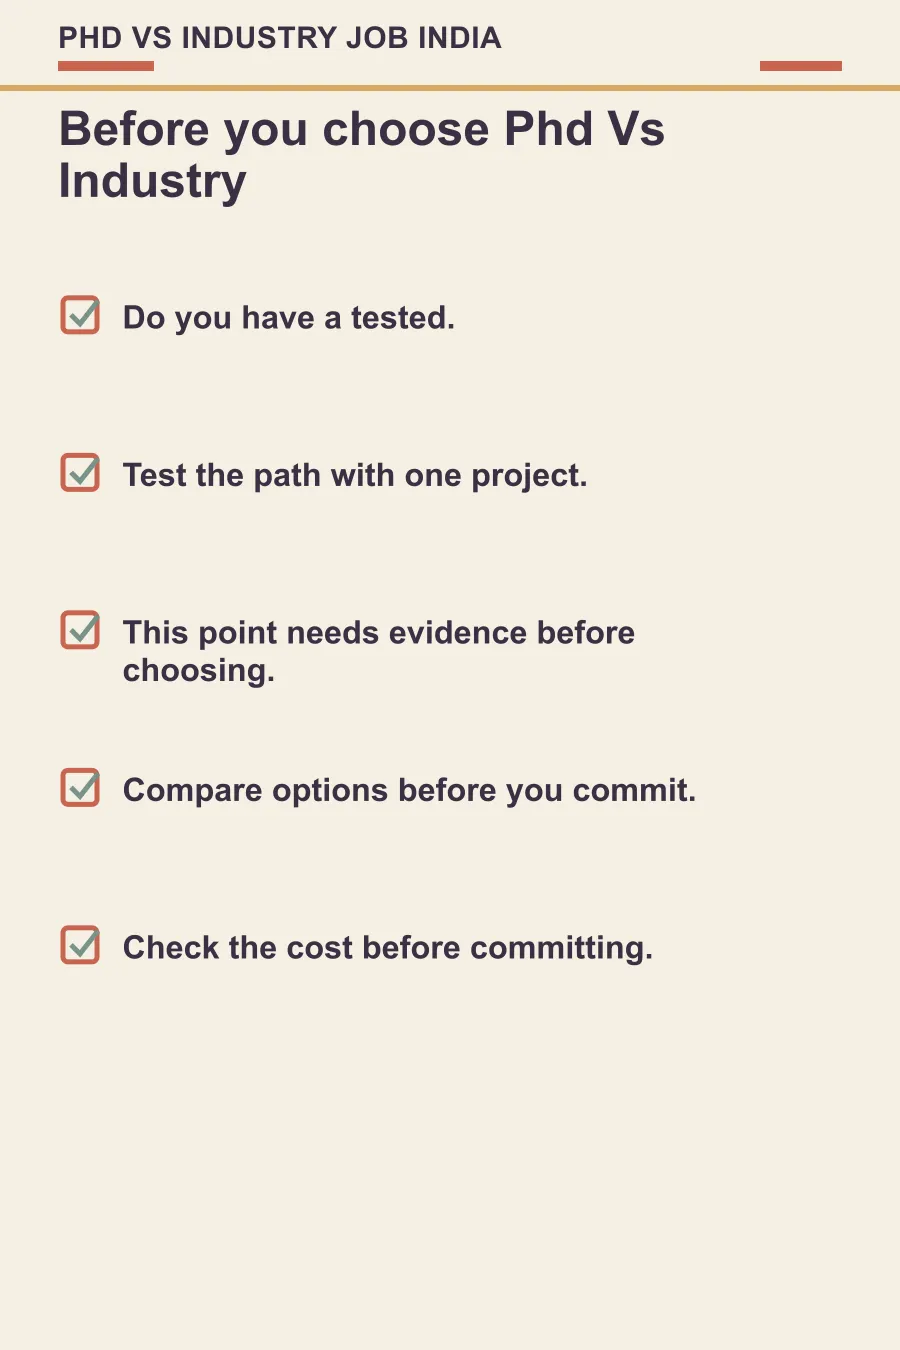 PHD VS INDUSTRY JOB INDIA
Before you choose Phd Vs
Industry
Do you have a tested.
Test the path with one project.
This point needs evidence before
choosing.
Compare options before you commit.
Check the cost before committing.